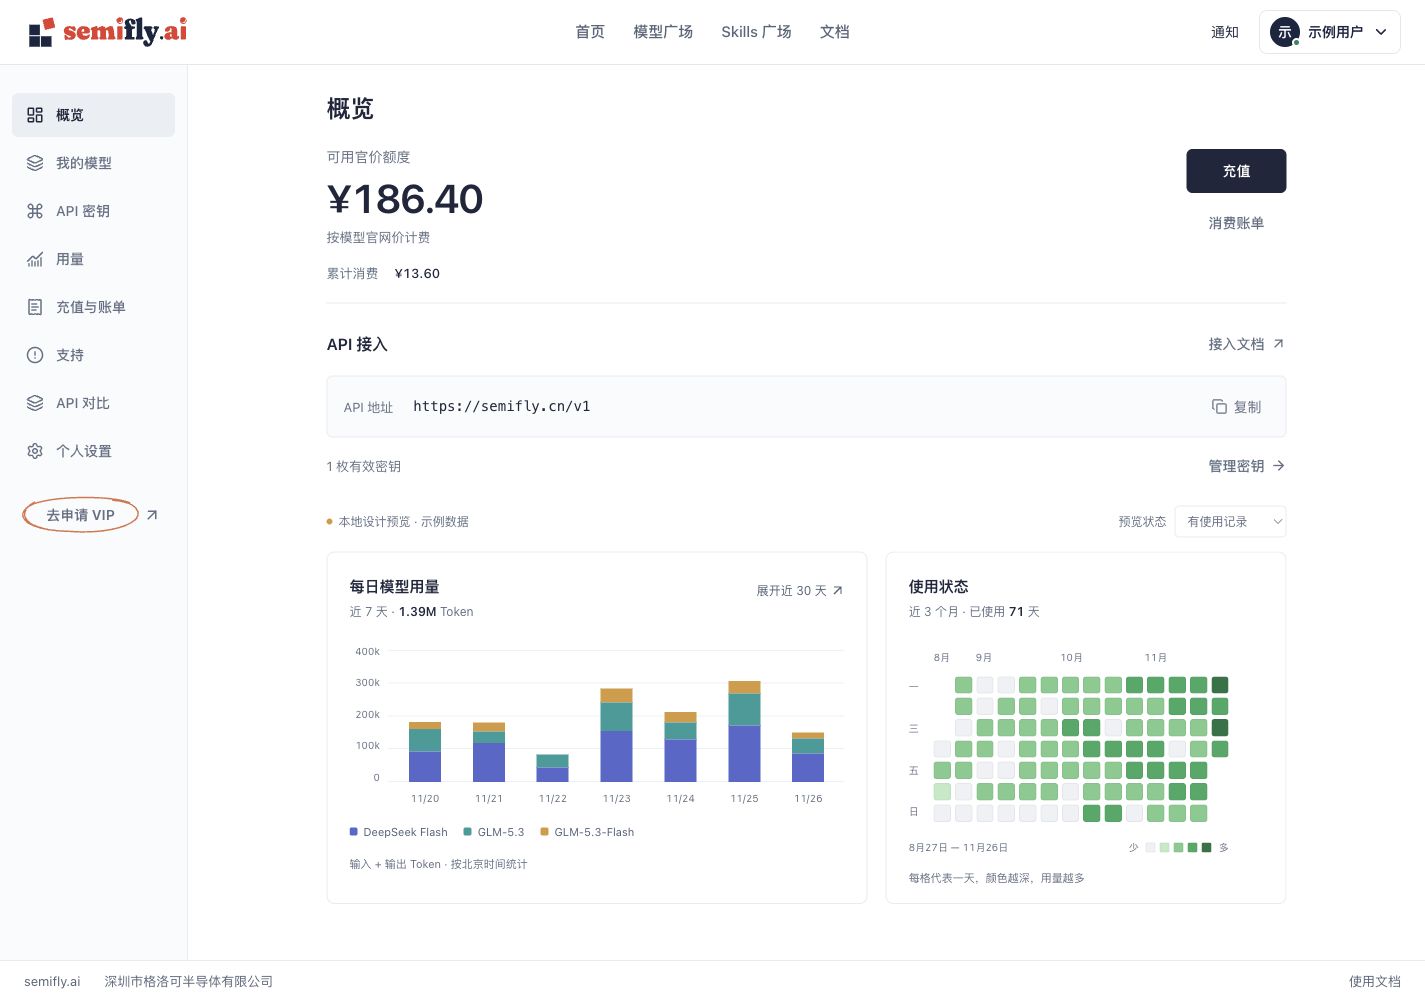 semifly.ai
首页 模型广场 Skills 广场 文档
通知
示 示例用户
概览
我的模型
API 密钥
用量
充值与账单
支持
API 对比
个人设置
去申请 VIP
概览
可用官价额度
¥186.40
按模型官网价计费
累计消费 ¥13.60
充值
消费账单
API 接入
接入文档
API 地址 https://semifly.cn/v1
复制
1 枚有效密钥
管理密钥
本地设计预览 · 示例数据
预览状态 有使用记录
每日模型用量
近 7 天 · 1.39M Token
展开近 30 天
400k
300k
200k
100k
0
11/20 11/21 11/22 11/23 11/24 11/25 11/26
DeepSeek Flash GLM-5.3 GLM-5.3-Flash
输入 + 输出 Token · 按北京时间统计
使用状态
近 3 个月 · 已使用 71 天
8月 9月 10月 11月
一
三
五
日
8月27日 — 11月26日
少 多
每格代表一天，颜色越深，用量越多
semifly.ai 深圳市格洛可半导体有限公司
使用文档